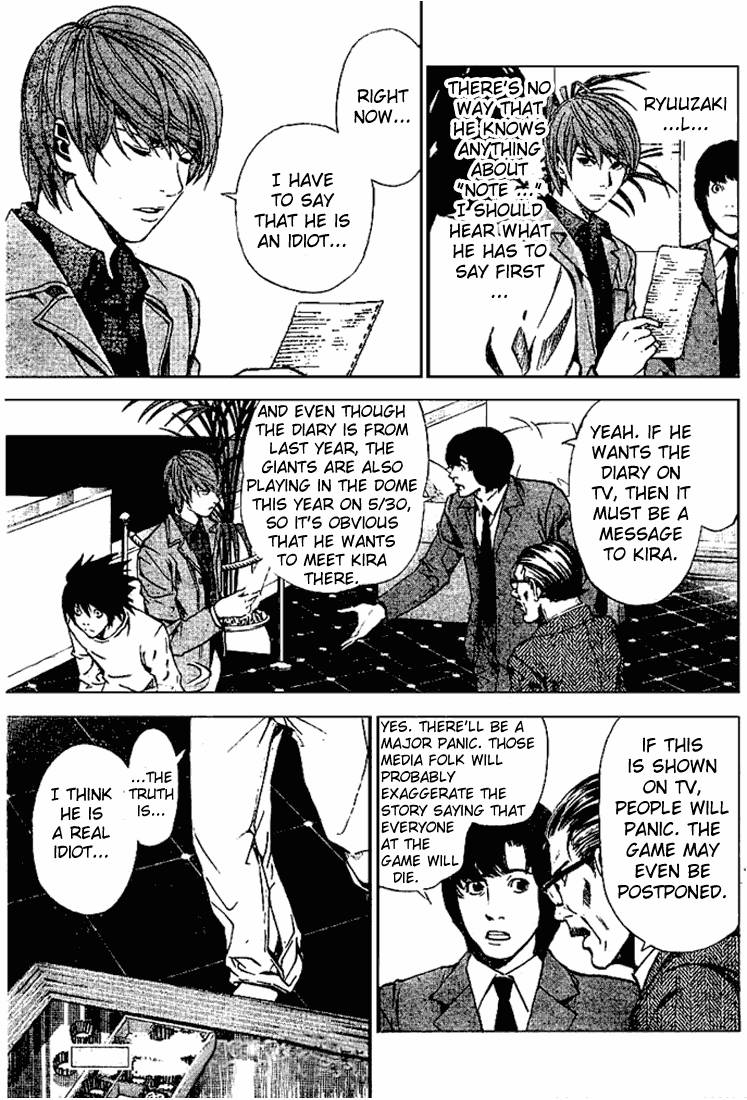 RYUUZAKI
...L...
THERE'S NO
WAY THAT
HE KNOWS
ANYTHING
ABOUT
"NOTE ..."
I SHOULD
HEAR WHAT
HE HAS TO
SAY FIRST
...
RIGHT
NOW...
I HAVE
TO SAY
THAT HE IS
AN IDIOT...
YEAH. IF HE
WANTS THE
DIARY ON
TV, THEN IT
MUST BE A
MESSAGE
TO KIRA.
AND EVEN THOUGH
THE DIARY IS FROM
LAST YEAR, THE
GIANTS ARE ALSO
PLAYING IN THE DOME
THIS YEAR ON 5/30,
SO IT'S OBVIOUS
THAT HE WANTS
TO MEET KIRA
THERE.
IF THIS
IS SHOWN
ON TV,
PEOPLE WILL
PANIC. THE
GAME MAY
EVEN BE
POSTPONED.
YES. THERE'LL BE A
MAJOR PANIC. THOSE
MEDIA FOLK WILL
PROBABLY
EXAGGERATE THE
STORY SAYING THAT
EVERYONE
AT THE
GAME WILL
DIE.
...THE
TRUTH
IS...
I THINK
HE IS
A REAL
IDIOT...